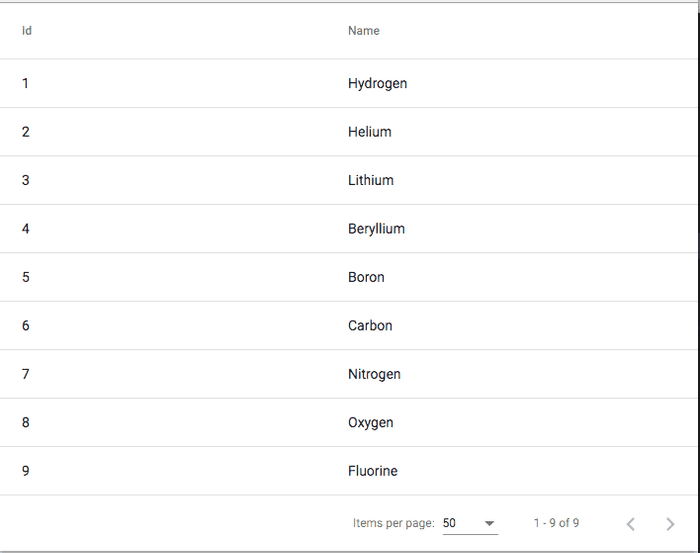 Id Name
1 Hydrogen
2 Helium
3 Lithium
4 Beryllium
5 Boron
6 Carbon
7 Nitrogen
8 Oxygen
9 Fluorine
Items per page: 50 1 - 9 of 9